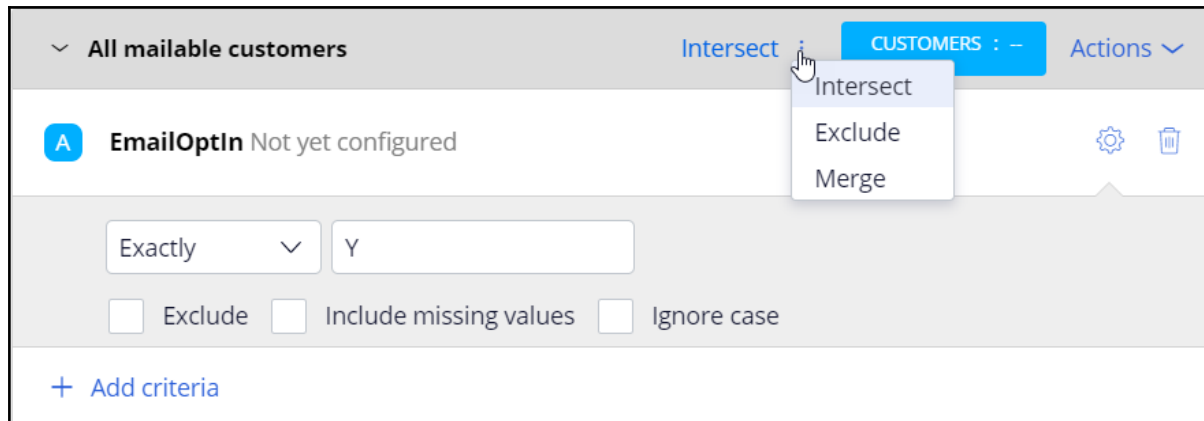 All mailable customers Intersect CUSTOMERS : -- Actions
Intersect
A EmailOptIn Not yet configured
Exclude
Merge
Exactly Y
Exclude Include missing values Ignore case
+ Add criteria